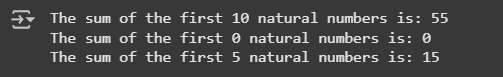 The sum of the first 10 natural numbers is: 55
The sum of the first 0 natural numbers is: 0
The sum of the first 5 natural numbers is: 15